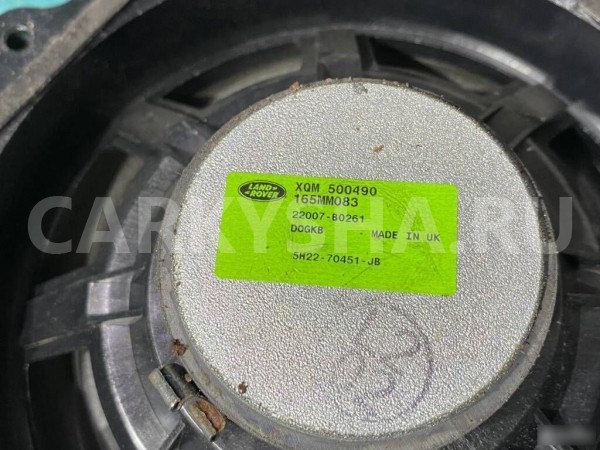 LAND
ROVER
XQM 500490
165MM083
22007-B0261
DOGKB - MADE IN UK
5H22-70451-JB
CARKYSHA.RU